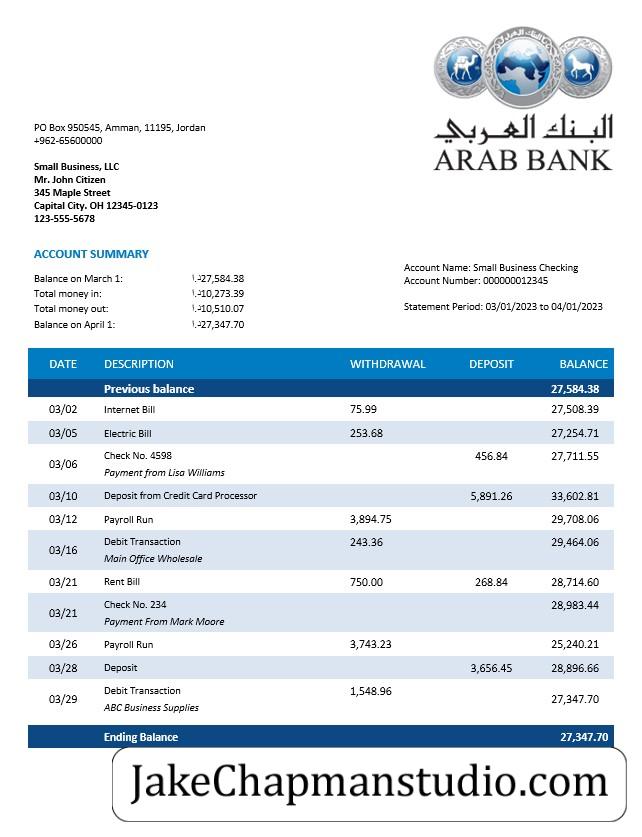 البنك العربي
ARAB BANK
PO Box 950545, Amman, 11195, Jordan
+962-65600000
Small Business, LLC
Mr. John Citizen
345 Maple Street
Capital City. OH 12345-0123
123-555-5678
ACCOUNT SUMMARY
Balance on March 1: د.ا27,584.38
Total money in: د.ا10,273.39
Total money out: د.ا10,510.07
Balance on April 1: د.ا27,347.70
Account Name: Small Business Checking
Account Number: 000000012345
Statement Period: 03/01/2023 to 04/01/2023
DATE DESCRIPTION WITHDRAWAL DEPOSIT BALANCE
Previous balance 27,584.38
03/02 Internet Bill 75.99 27,508.39
03/05 Electric Bill 253.68 27,254.71
03/06 Check No. 4598 456.84 27,711.55
Payment from Lisa Williams
03/10 Deposit from Credit Card Processor 5,891.26 33,602.81
03/12 Payroll Run 3,894.75 29,708.06
03/16 Debit Transaction 243.36 29,464.06
Main Office Wholesale
03/21 Rent Bill 750.00 268.84 28,714.60
03/21 Check No. 234 28,983.44
Payment From Mark Moore
03/26 Payroll Run 3,743.23 25,240.21
03/28 Deposit 3,656.45 28,896.66
03/29 Debit Transaction 1,548.96 27,347.70
ABC Business Supplies
Ending Balance 27,347.70
JakeChapmanstudio.com